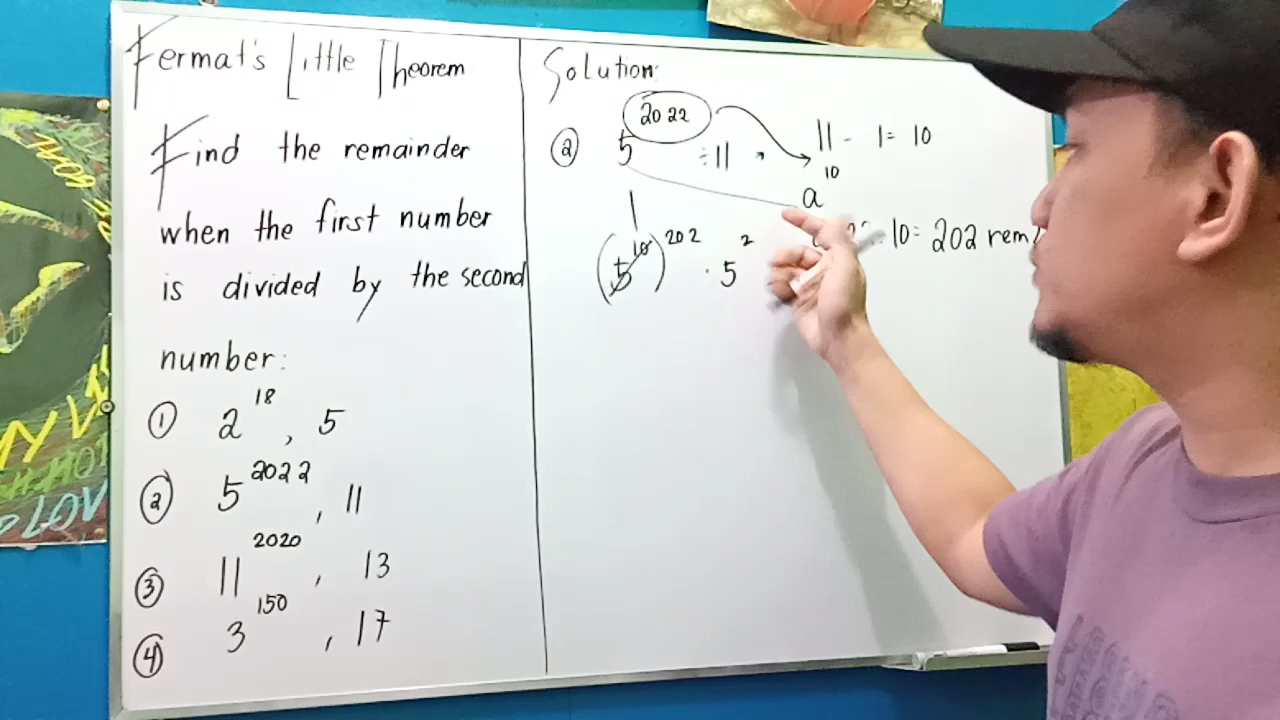 Fermat's Little Theorem
Find the remainder
when the first number
is divided by the second
number:
① 2^18 , 5
② 5^2022 , 11
③ 11^2020 , 13
④ 3^150 , 17
Solution:
② 5^2022 ÷ 11
11 - 1 = 10
a^10
1
(5^10)^202 · 5^2
10 = 202 rem
LOV